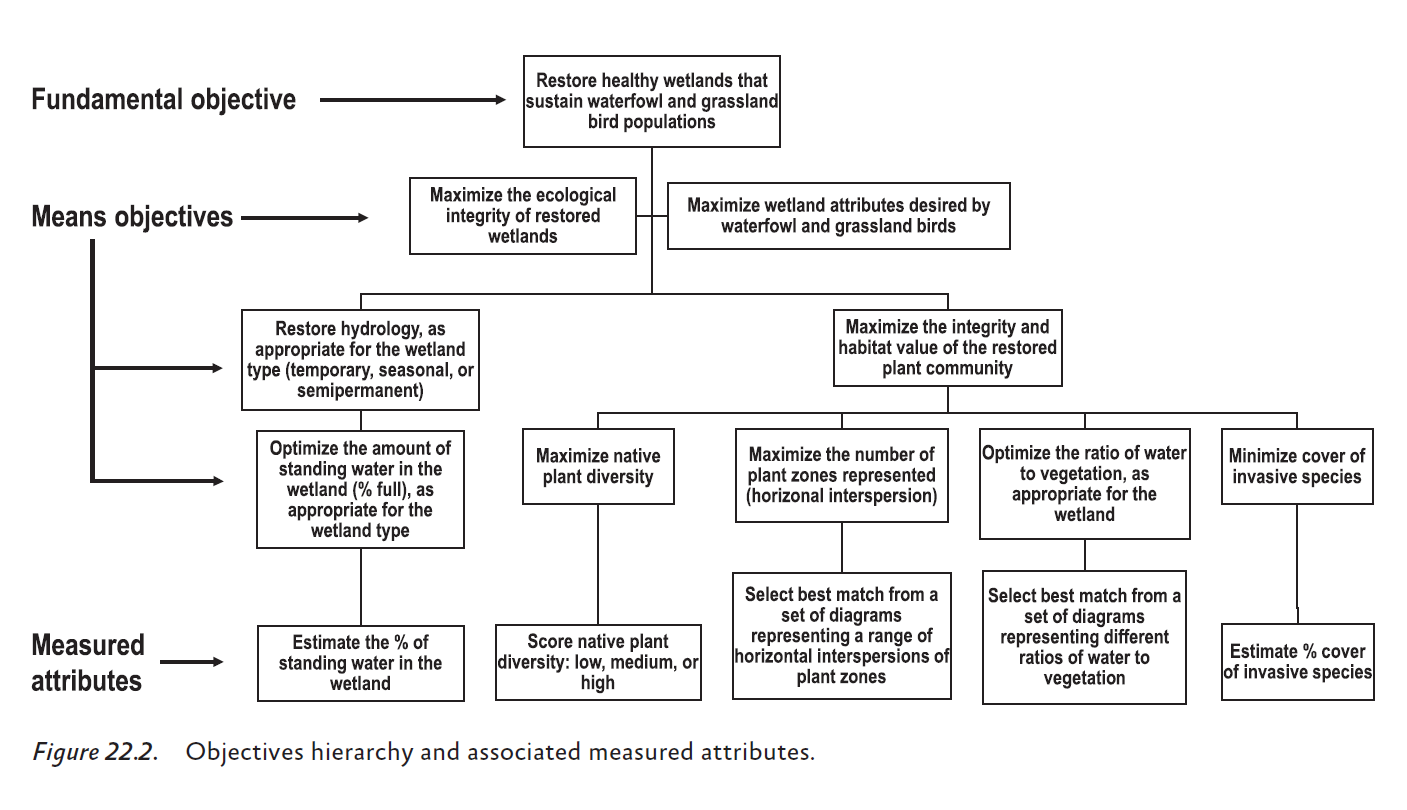 Fundamental objective
Restore healthy wetlands that
sustain waterfowl and grassland
bird populations
Means objectives
Maximize the ecological
integrity of restored
wetlands
Maximize wetland attributes desired by
waterfowl and grassland birds
Restore hydrology, as
appropriate for the wetland
type (temporary, seasonal, or
semipermanent)
Maximize the integrity and
habitat value of the restored
plant community
Optimize the amount of
standing water in the
wetland (% full), as
appropriate for the
wetland type
Maximize native
plant diversity
Maximize the number of
plant zones represented
(horizonal interspersion)
Optimize the ratio of water
to vegetation, as
appropriate for the
wetland
Minimize cover of
invasive species
Measured
attributes
Estimate the % of
standing water in the
wetland
Score native plant
diversity: low, medium, or
high
Select best match from a
set of diagrams
representing a range of
horizontal interspersions of
plant zones
Select best match from a
set of diagrams
representing different
ratios of water to
vegetation
Estimate % cover
of invasive species
Figure 22.2. Objectives hierarchy and associated measured attributes.